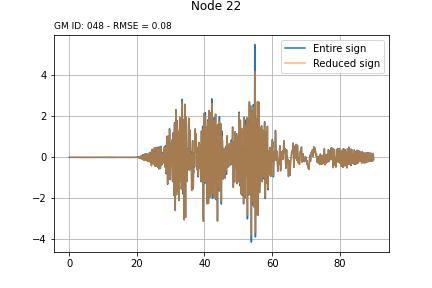 Node 22
GM ID: 048 - RMSE = 0.08
Entire sign
Reduced sign
4
2
0
−2
−4
0 20 40 60 80